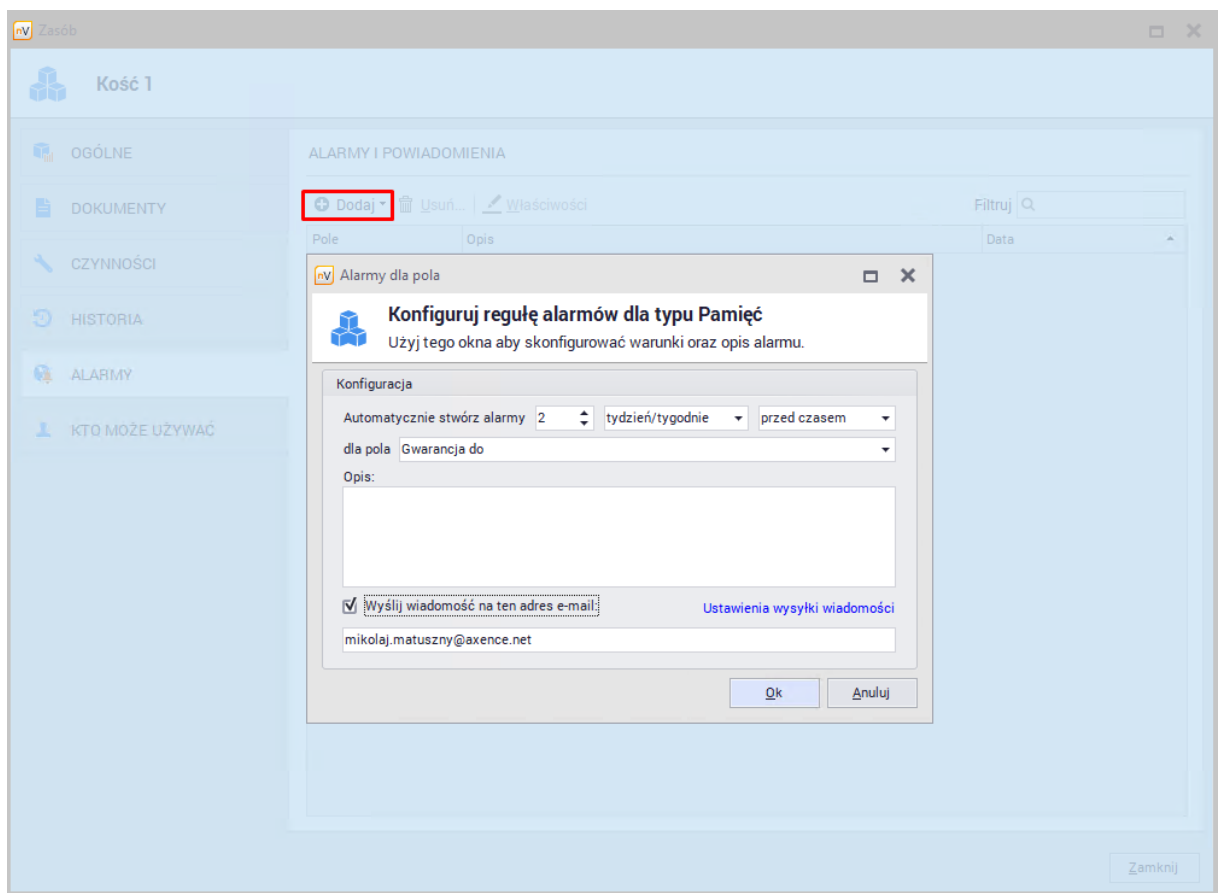 nV Zasób
Kość 1
OGÓLNE
DOKUMENTY
CZYNNOŚCI
HISTORIA
ALARMY
KTO MOŻE UŻYWAĆ
ALARMY I POWIADOMIENIA
Dodaj Usuń... Właściwości Filtruj
Pole Opis Data
nV Alarmy dla pola
Konfiguruj regułę alarmów dla typu Pamięć
Użyj tego okna aby skonfigurować warunki oraz opis alarmu.
Konfiguracja
Automatycznie stwórz alarmy 2 tydzień/tygodnie przed czasem
dla pola Gwarancja do
Opis:
Wyślij wiadomość na ten adres e-mail: Ustawienia wysyłki wiadomości
mikolaj.matuszny@axence.net
Ok Anuluj
Zamknij